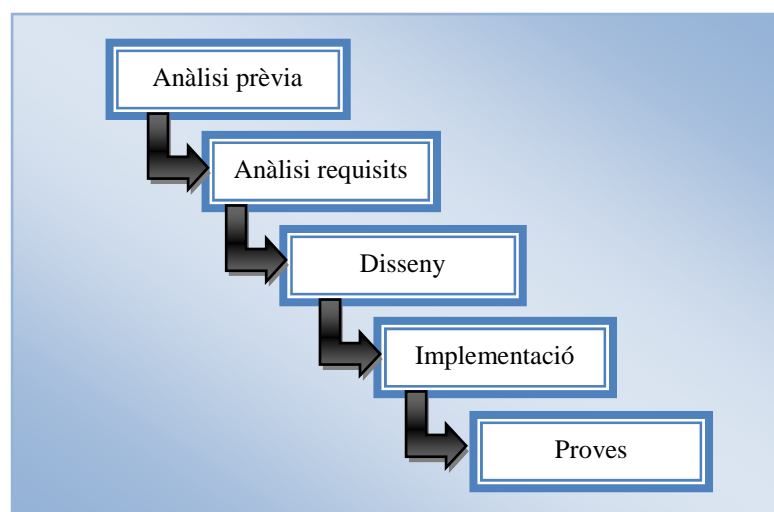 Anàlisi prèvia
Anàlisi requisits
Disseny
Implementació
Proves